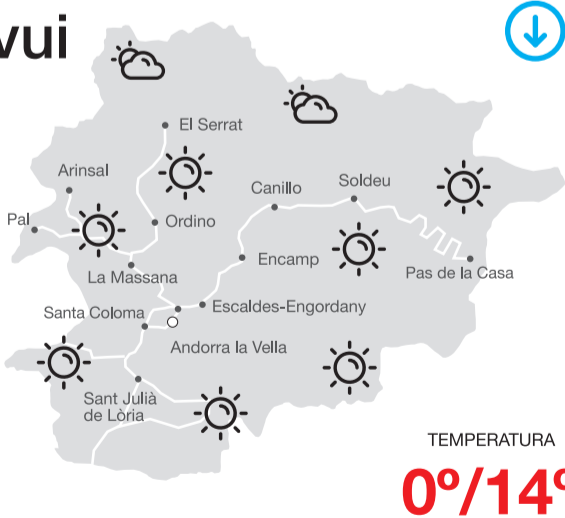 vui
El Serrat
Arinsal
Canillo
Soldeu
Pal
Ordino
Encamp
Pas de la Casa
La Massana
Santa Coloma
Escaldes-Engordany
Andorra la Vella
Sant Julià
de Lòria
TEMPERATURA
0º/14º